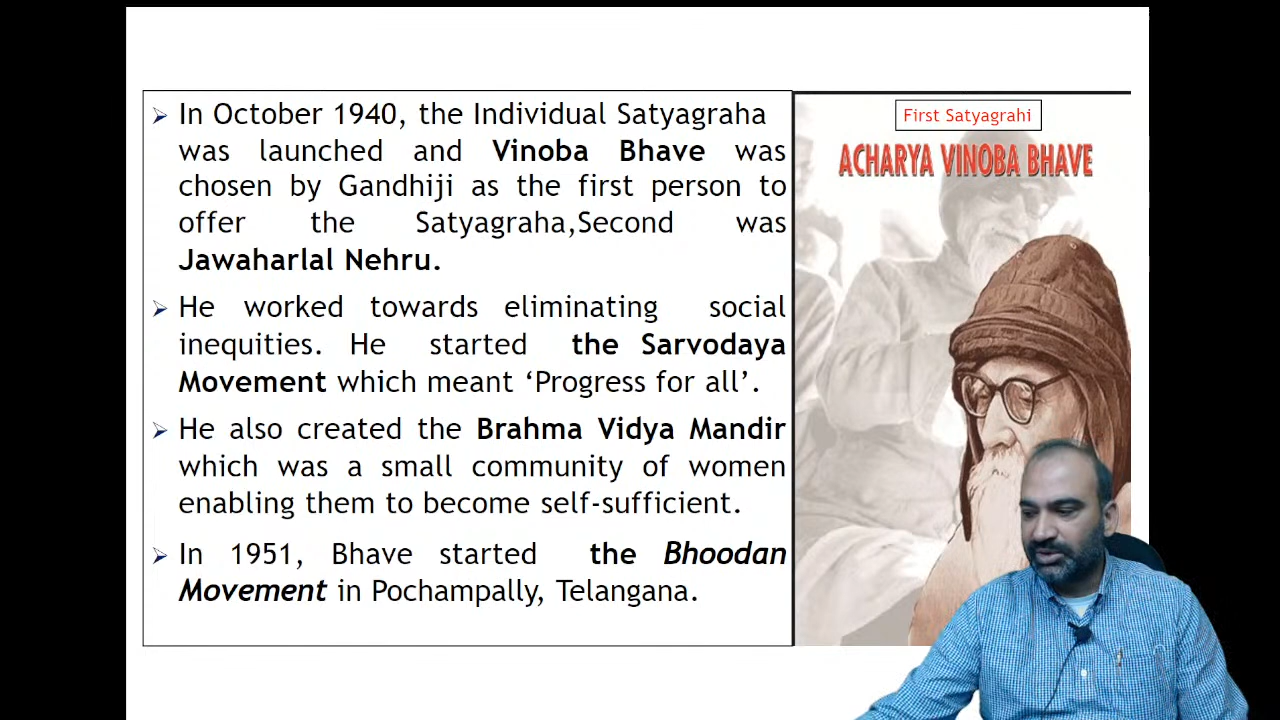 In October 1940, the Individual Satyagraha
was launched and Vinoba Bhave was
chosen by Gandhiji as the first person to
offer the Satyagraha,Second was
Jawaharlal Nehru.
He worked towards eliminating social
inequities. He started the Sarvodaya
Movement which meant ‘Progress for all’.
He also created the Brahma Vidya Mandir
which was a small community of women
enabling them to become self-sufficient.
In 1951, Bhave started the Bhoodan
Movement in Pochampally, Telangana.
First Satyagrahi
ACHARYA VINOBA BHAVE